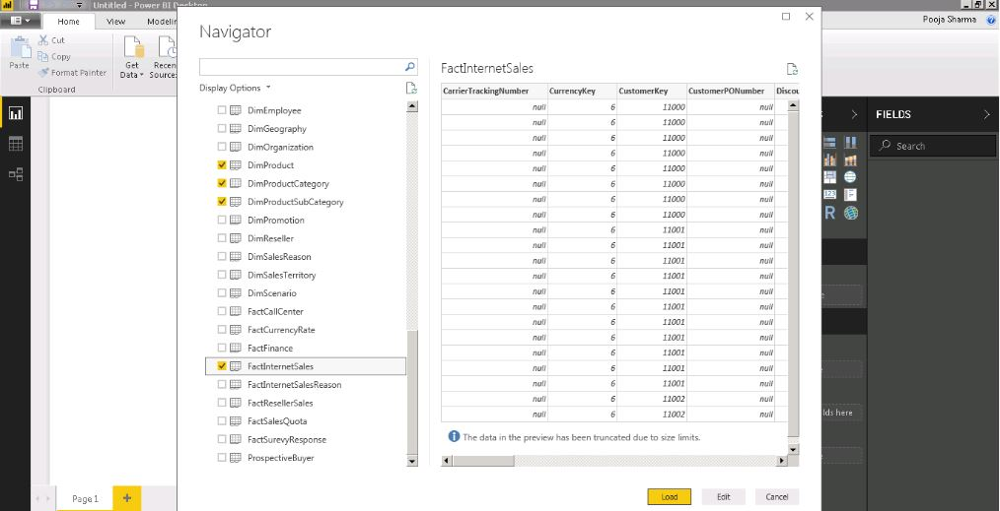 Untitled - Power BI Desktop
Home View Modelin
Pooja Sharma
Paste
Cut
Copy
Format Painter
Clipboard
Get
Data
Recen
Source
Navigator
Display Options
DimEmployee
DimGeography
DimOrganization
DimProduct
DimProductCategory
DimProductSubCategory
DimPromotion
DimReseller
DimSalesReason
DimSalesTerritory
DimScenario
FactCallCenter
FactCurrencyRate
FactFinance
FactInternetSales
FactInternetSalesReason
FactResellerSales
FactSalesQuota
FactSurevyResponse
ProspectiveBuyer
FactInternetSales
CarrierTrackingNumber CurrencyKey CustomerKey CustomerPONumber Discou
null 6 11000 null
null 6 11000 null
null 6 11000 null
null 6 11000 null
null 6 11000 null
null 6 11000 null
null 6 11000 null
null 6 11000 null
null 6 11001 null
null 6 11001 null
null 6 11001 null
null 6 11001 null
null 6 11001 null
null 6 11001 null
null 6 11001 null
null 6 11001 null
null 6 11001 null
null 6 11001 null
null 6 11001 null
null 6 11002 null
null 6 11002 null
The data in the preview has been truncated due to size limits.
Load Edit Cancel
FIELDS
Search
123
R
lds here
Page 1
+